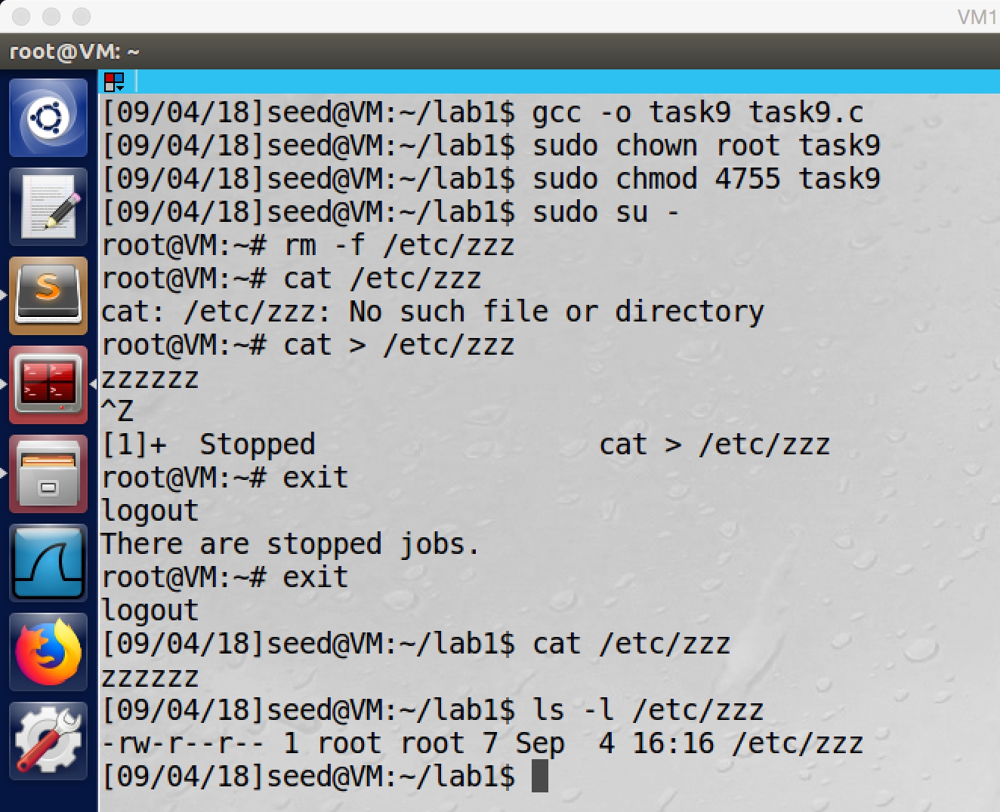 VM1
root@VM: ~
[09/04/18]seed@VM:~/lab1$ gcc -o task9 task9.c
[09/04/18]seed@VM:~/lab1$ sudo chown root task9
[09/04/18]seed@VM:~/lab1$ sudo chmod 4755 task9
[09/04/18]seed@VM:~/lab1$ sudo su -
root@VM:~# rm -f /etc/zzz
root@VM:~# cat /etc/zzz
cat: /etc/zzz: No such file or directory
root@VM:~# cat > /etc/zzz
zzzzzz
^Z
[1]+  Stopped                 cat > /etc/zzz
root@VM:~# exit
logout
There are stopped jobs.
root@VM:~# exit
logout
[09/04/18]seed@VM:~/lab1$ cat /etc/zzz
zzzzzz
[09/04/18]seed@VM:~/lab1$ ls -l /etc/zzz
-rw-r--r-- 1 root root 7 Sep  4 16:16 /etc/zzz
[09/04/18]seed@VM:~/lab1$